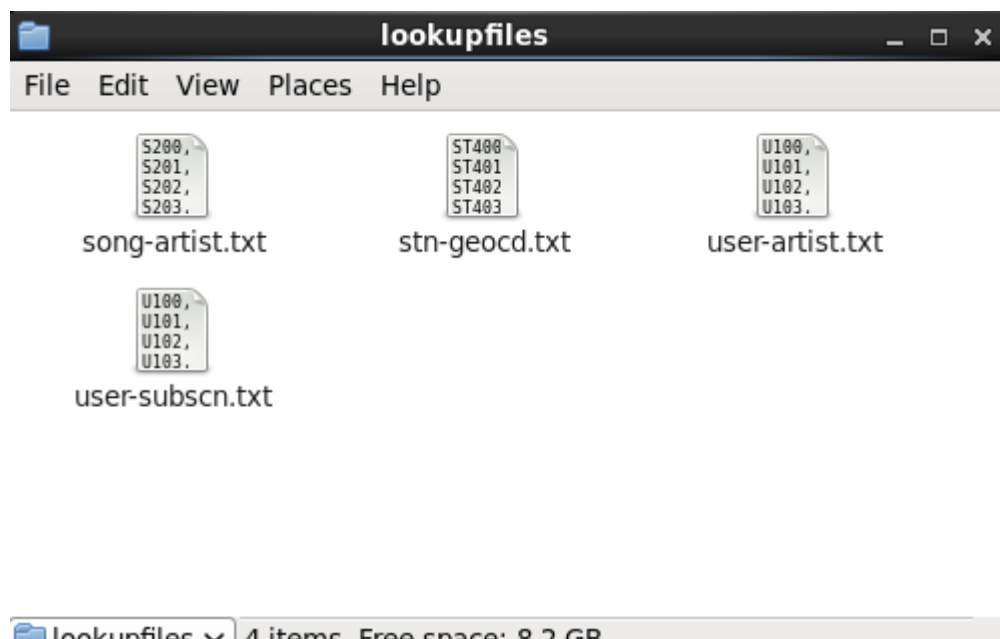 lookupfiles
File Edit View Places Help
S200,
S201,
S202,
S203.
song-artist.txt
ST400
ST401
ST402
ST403
stn-geocd.txt
U100,
U101,
U102,
U103.
user-artist.txt
U100,
U101,
U102,
U103.
user-subscn.txt
lookupfiles 4 items, Free space: 8.2 GB